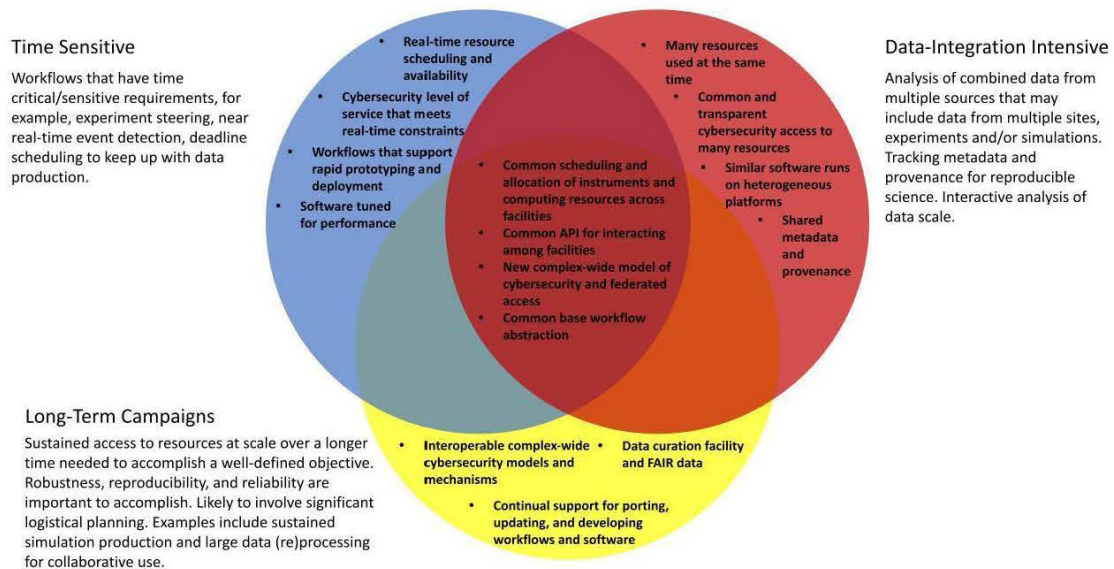 Time Sensitive
Workflows that have time
critical/sensitive requirements, for
example, experiment steering, near
real-time event detection, deadline
scheduling to keep up with data
production.
• Real-time resource
scheduling and
availability
• Cybersecurity level of
service that meets
real-time constraints
• Workflows that support
rapid prototyping and
deployment
• Software tuned
for performance
• Common scheduling and
allocation of instruments and
computing resources across
facilities
• Common API for interacting
among facilities
• New complex-wide model of
cybersecurity and federated
access
• Common base workflow
abstraction
• Many resources
used at the same
time
• Common and
transparent
cybersecurity access to
many resources
• Similar software runs
on heterogeneous
platforms
• Shared
metadata
and
provenance
Data-Integration Intensive
Analysis of combined data from
multiple sources that may
include data from multiple sites,
experiments and/or simulations.
Tracking metadata and
provenance for reproducible
science. Interactive analysis of
data scale.
Long-Term Campaigns
Sustained access to resources at scale over a longer
time needed to accomplish a well-defined objective.
Robustness, reproducibility, and reliability are
important to accomplish. Likely to involve significant
logistical planning. Examples include sustained
simulation production and large data (re)processing
for collaborative use.
• Interoperable complex-wide
cybersecurity models and
mechanisms
• Data curation facility
and FAIR data
• Continual support for porting,
updating, and developing
workflows and software